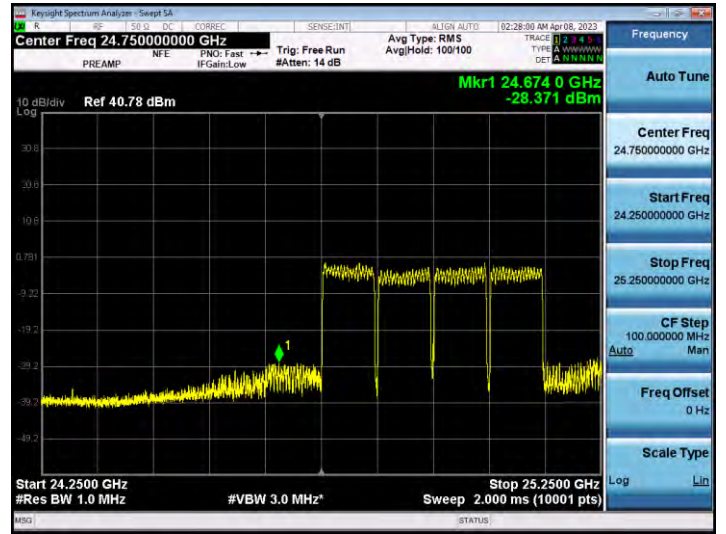 Keysight Spectrum Analyzer - Swept SA
R RF 50 Ω DC CORREC SENSE:INT ALIGN AUTO 02:28:00 AM Apr 08, 2023
Center Freq 24.750000000 GHz
PREAMP NFE PNO: Fast IFGain:Low
Trig: Free Run
#Atten: 14 dB
Avg Type: RMS
Avg|Hold: 100/100
TRACE 1 2 3 4 5 6
TYPE A WWWWW
DET A N N N N N
Mkr1 24.674 0 GHz
-28.371 dBm
10 dB/div Ref 40.78 dBm
Log
30.8
20.8
10.8
0.781
-9.22
-19.2
-29.2
-39.2
-49.2
1
Start 24.2500 GHz
Stop 25.2500 GHz
#Res BW 1.0 MHz
#VBW 3.0 MHz*
Sweep 2.000 ms (10001 pts)
MSG
STATUS
Frequency
Auto Tune
Center Freq
24.750000000 GHz
Start Freq
24.250000000 GHz
Stop Freq
25.250000000 GHz
CF Step
100.000000 MHz
Auto Man
Freq Offset
0 Hz
Scale Type
Log Lin